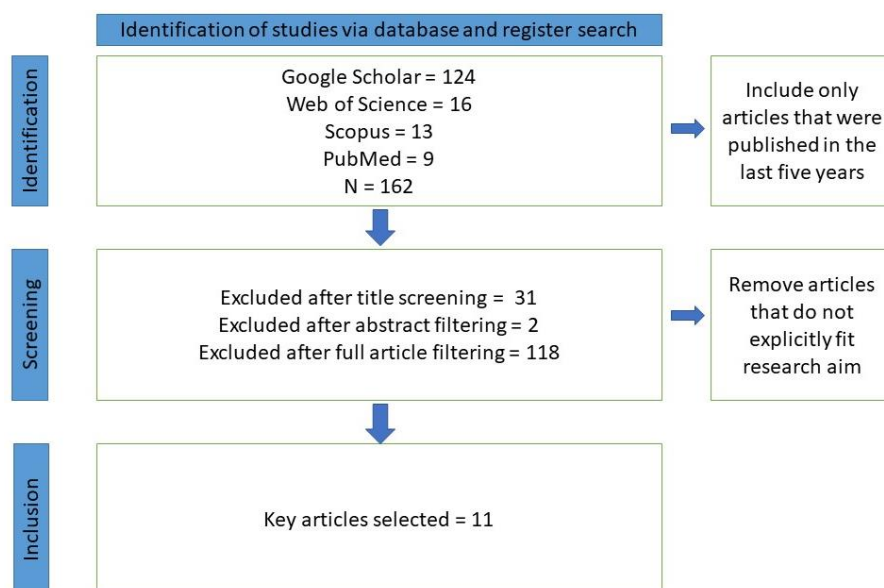 Identification of studies via database and register search
Identification
Google Scholar = 124
Web of Science = 16
Scopus = 13
PubMed = 9
N = 162
Include only
articles that were
published in the
last five years
Screening
Excluded after title screening = 31
Excluded after abstract filtering = 2
Excluded after full article filtering = 118
Remove articles
that do not
explicitly fit
research aim
Inclusion
Key articles selected = 11